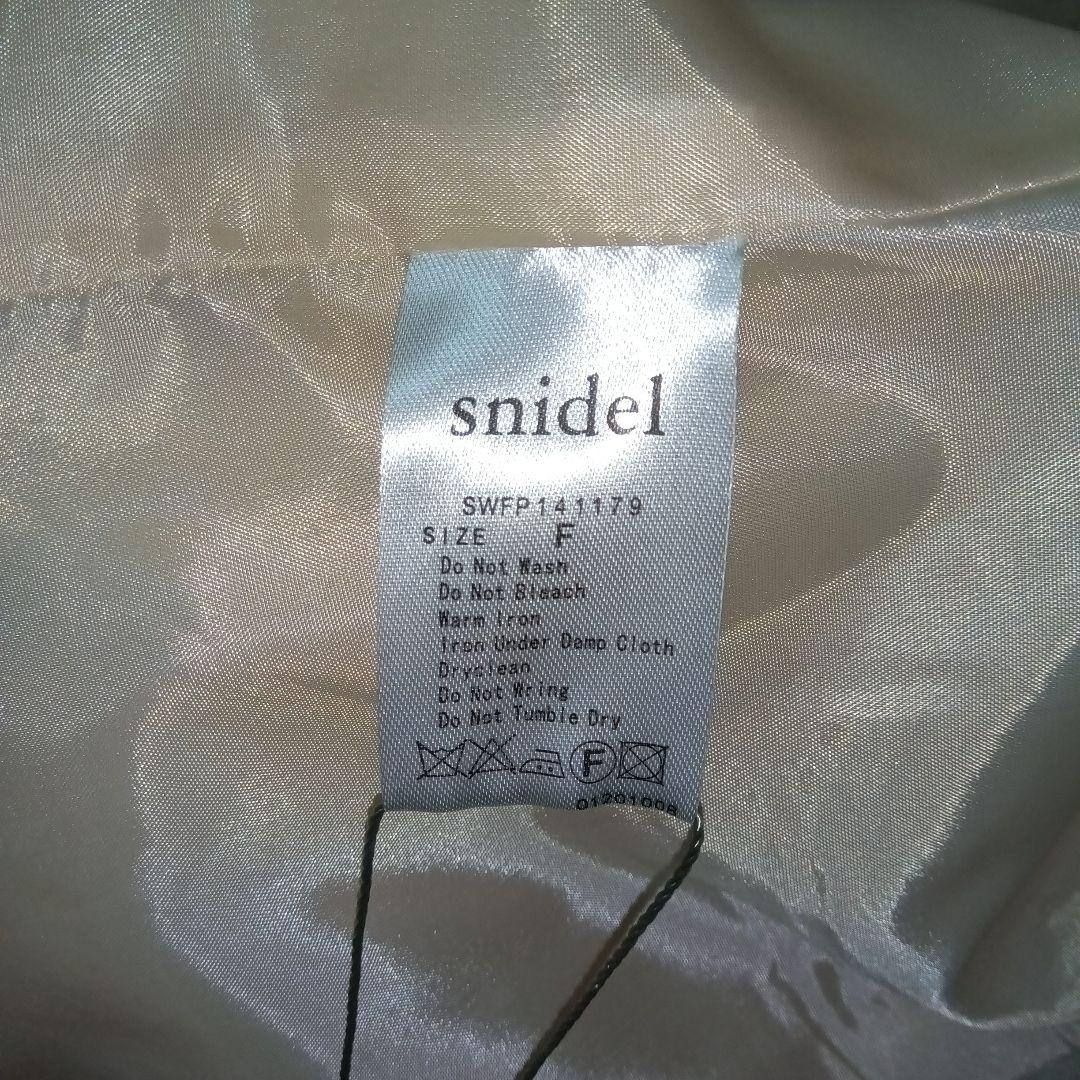 snidel
SWFP141179
SIZE F
Do Not Wash
Do Not Bleach
Warm Iron
Iron Under Damp Cloth
Dryclean
Do Not Wring
Do Not Tumble Dry
F
01201008